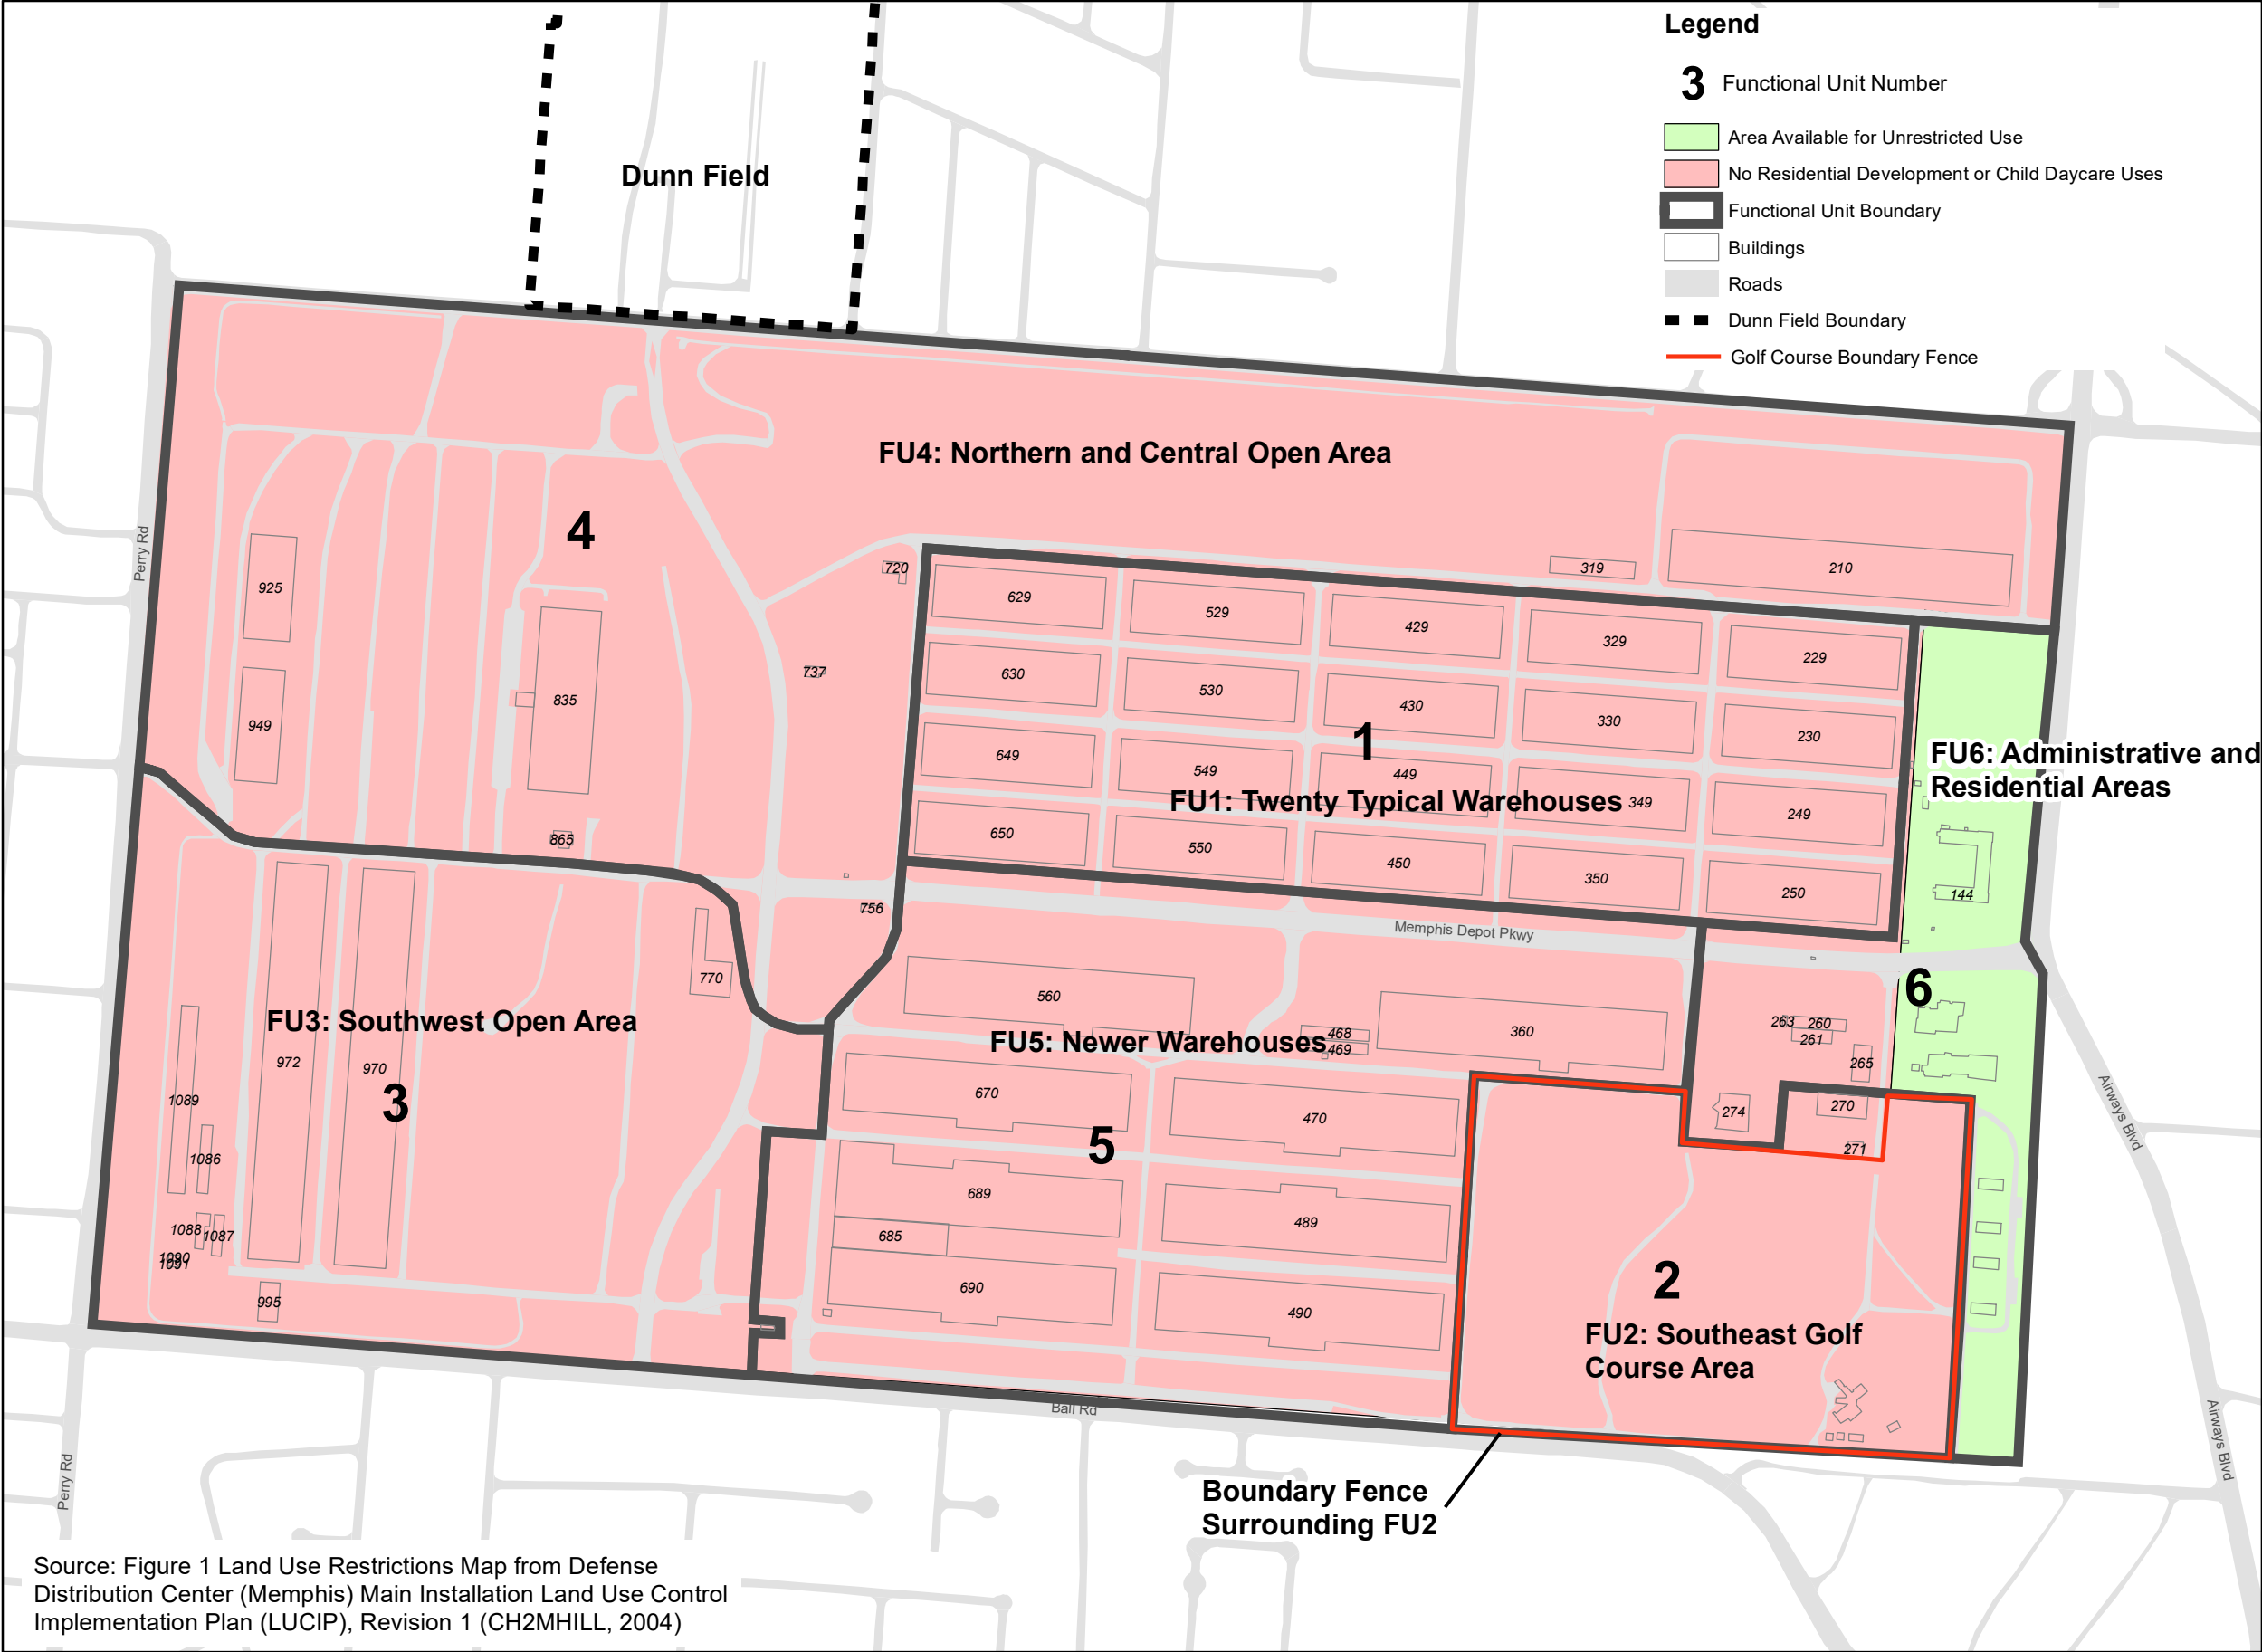 Legend
3 Functional Unit Number
Area Available for Unrestricted Use
No Residential Development or Child Daycare Uses
Functional Unit Boundary
Buildings
Roads
Dunn Field Boundary
Golf Course Boundary Fence
Dunn Field
FU4: Northern and Central Open Area
4
Perry Rd
925
949
835
865
737
720
756
319
210
629
529
429
329
229
630
530
430
330
230
1
649
549
449
349
249
FU1: Twenty Typical Warehouses
650
550
450
350
250
FU6: Administrative and
Residential Areas
144
6
Memphis Depot Pkwy
770
FU3: Southwest Open Area
972
970
3
1089
1086
1088
1087
1090
1091
995
560
FU5: Newer Warehouses
468
469
360
670
470
5
689
489
685
690
490
263
260
261
265
274
270
271
2
FU2: Southeast Golf
Course Area
Airways Blvd
Airways Blvd
Ball Rd
Perry Rd
Boundary Fence
Surrounding FU2
Source: Figure 1 Land Use Restrictions Map from Defense
Distribution Center (Memphis) Main Installation Land Use Control
Implementation Plan (LUCIP), Revision 1 (CH2MHILL, 2004)